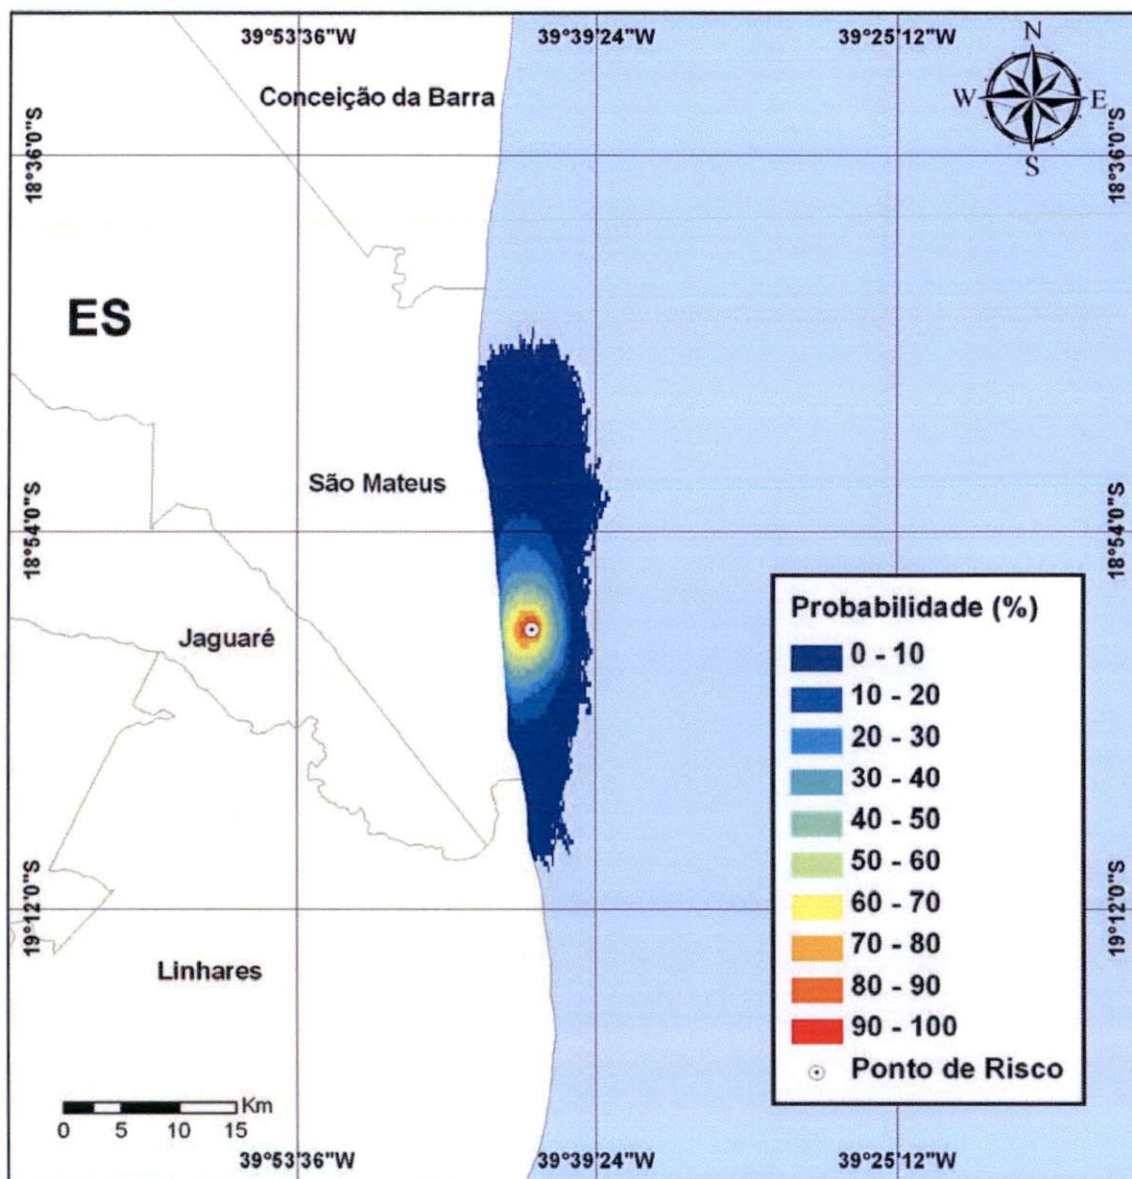 39°53'36"W
39°39'24"W
39°25'12"W
N
W
E
S
Conceição da Barra
18°36'0"S
18°36'0"S
ES
São Mateus
18°54'0"S
18°54'0"S
Jaguaré
Probabilidade (%)
0 - 10
10 - 20
20 - 30
30 - 40
40 - 50
50 - 60
60 - 70
70 - 80
80 - 90
90 - 100
Ponto de Risco
19°12'0"S
19°12'0"S
Linhares
Km
0 5 10 15
39°53'36"W
39°39'24"W
39°25'12"W